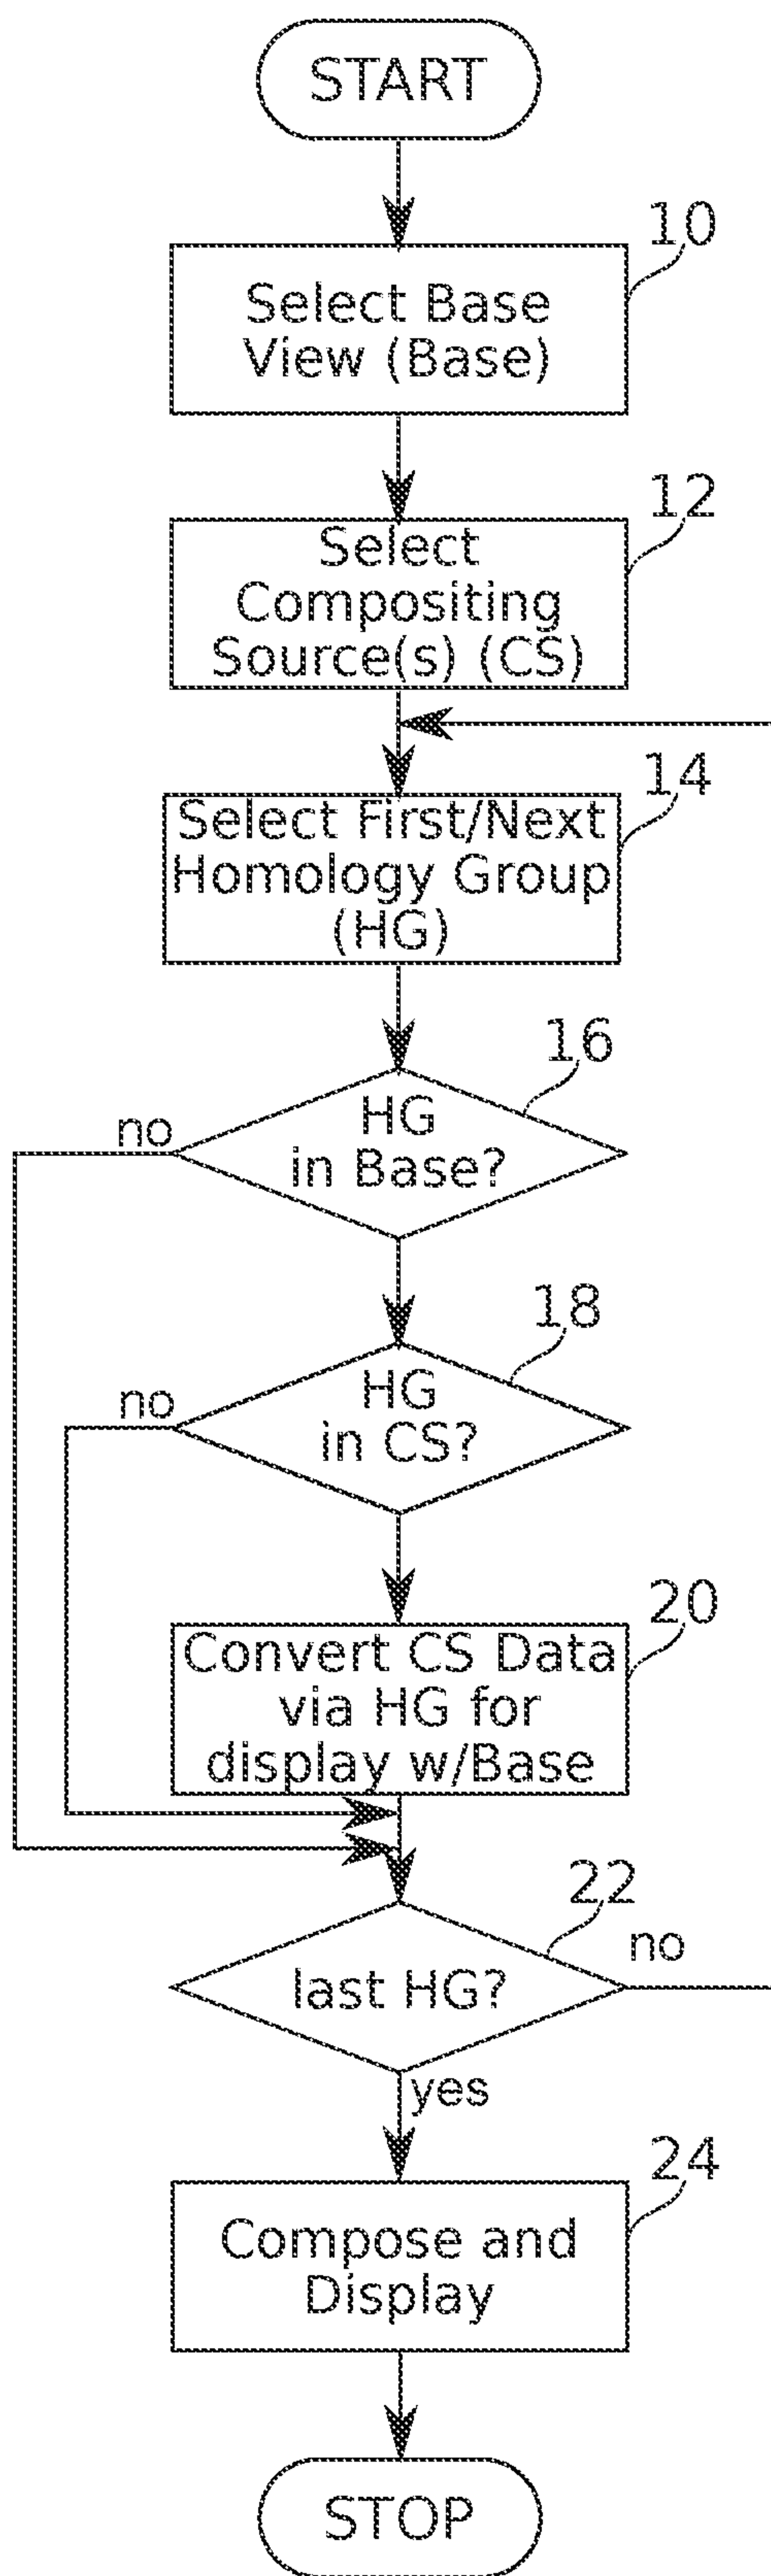 START
10
Select Base
View (Base)
12
Select
Compositing
Source(s) (CS)
14
Select First/Next
Homology Group
(HG)
16
HG
in Base?
no
18
HG
in CS?
no
20
Convert CS Data
via HG for
display w/Base
22
last HG?
no
yes
24
Compose and
Display
STOP